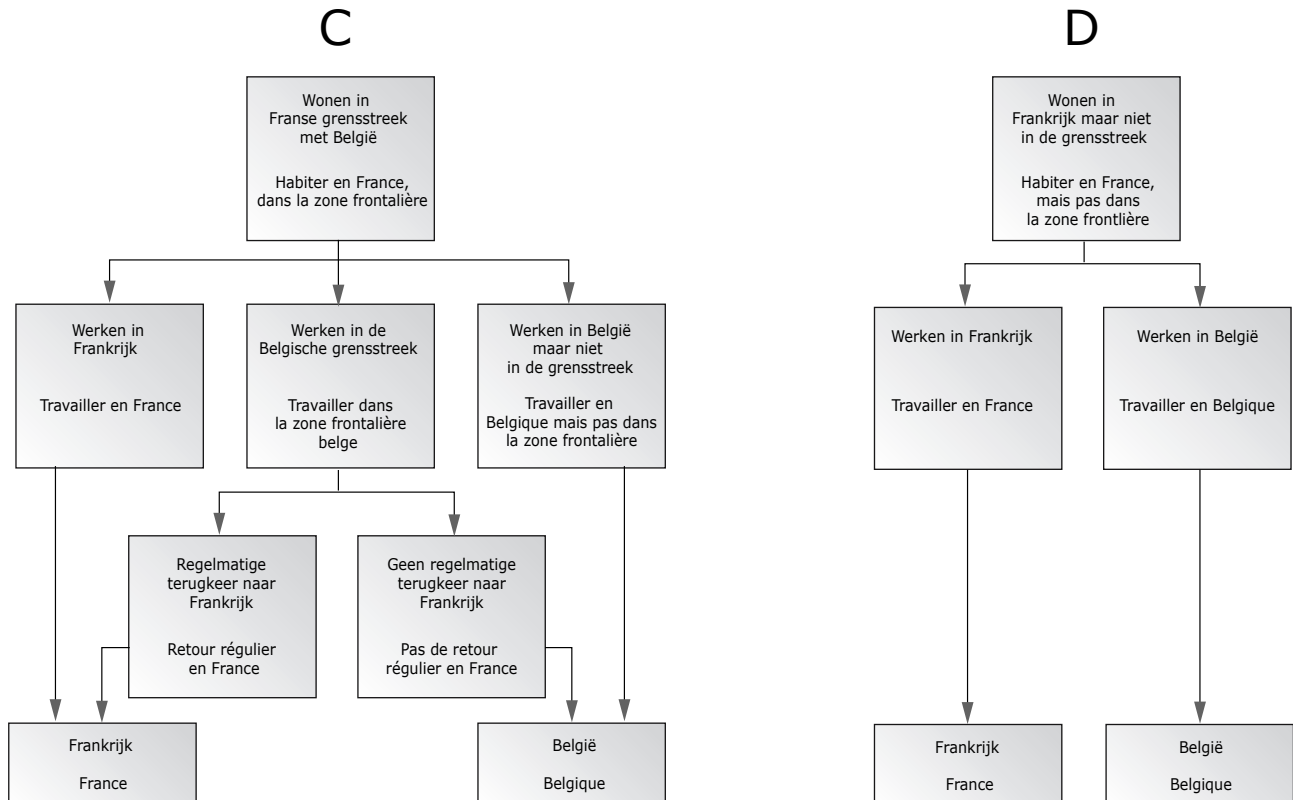 C
Wonen in
Franse grensstreek
met België
Habiter en France,
dans la zone frontalière
Werken in
Frankrijk
Travailler en France
Werken in de
Belgische grensstreek
Travailler dans
la zone frontalière
belge
Werken in België
maar niet
in de grensstreek
Travailler en
Belgique mais pas dans
la zone frontalière
Regelmatige
terugkeer naar
Frankrijk
Retour régulier
en France
Geen regelmatige
terugkeer naar
Frankrijk
Pas de retour
régulier en France
Frankrijk
France
België
Belgique
D
Wonen in
Frankrijk maar niet
in de grensstreek
Habiter en France,
mais pas dans
la zone frontlière
Werken in Frankrijk
Travailler en France
Werken in België
Travailler en Belgique
Frankrijk
France
België
Belgique